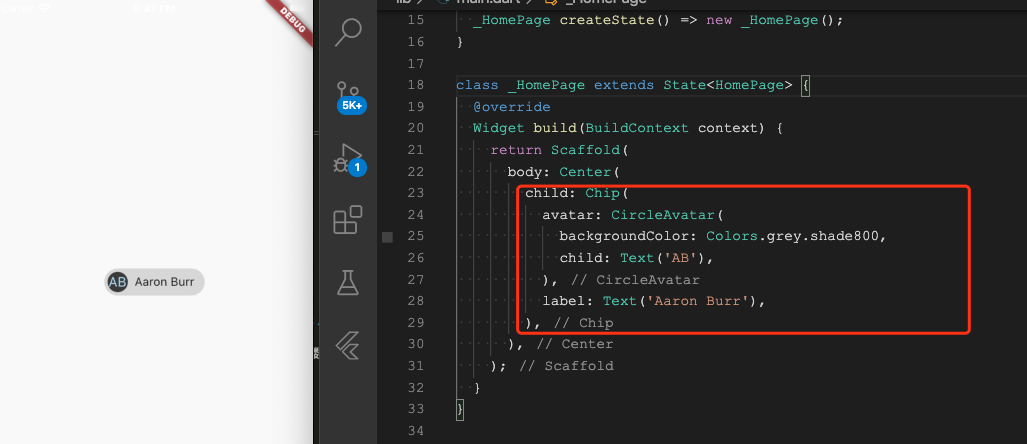 DEBUG
AB Aaron Burr
5K+
1
lib main.dart _HomePage
15 _HomePage createState() => new _HomePage();
16 }
17
18 class _HomePage extends State<HomePage> {
19 @override
20 Widget build(BuildContext context) {
21 return Scaffold(
22 body: Center(
23 child: Chip(
24 avatar: CircleAvatar(
25 backgroundColor: Colors.grey.shade800,
26 child: Text('AB'),
27 ), // CircleAvatar
28 label: Text('Aaron Burr'),
29 ), // Chip
30 ), // Center
31 ); // Scaffold
32 }
33 }
34